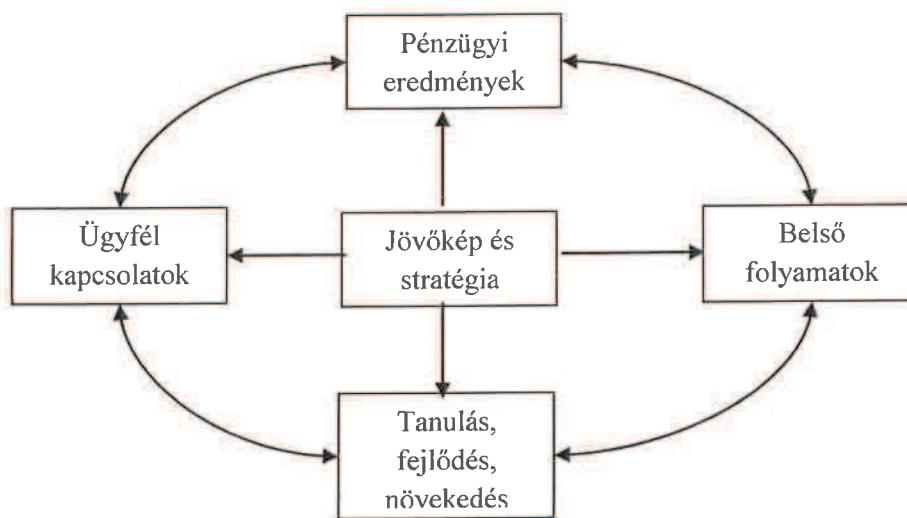 Pénzügyi
eredmények
Ügyfél
kapcsolatok
Jövőkép és
stratégia
Belső
folyamatok
Tanulás,
fejlődés,
növekedés